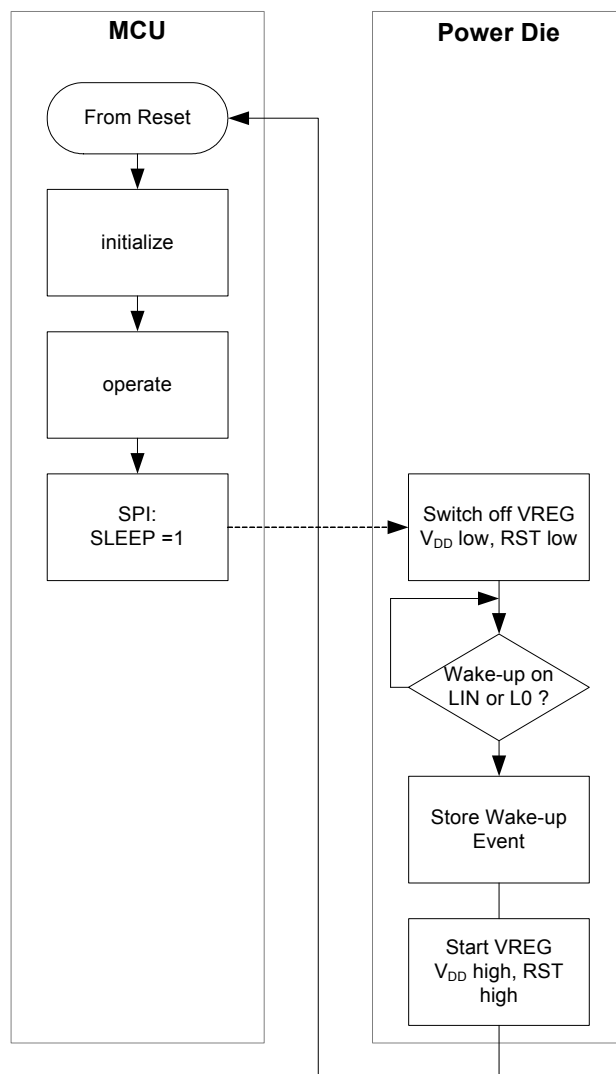 MCU
Power Die
From Reset
initialize
operate
SPI:
SLEEP =1
Switch off VREG
VDD low, RST low
Wake-up on
LIN or L0 ?
Store Wake-up
Event
Start VREG
VDD high, RST
high